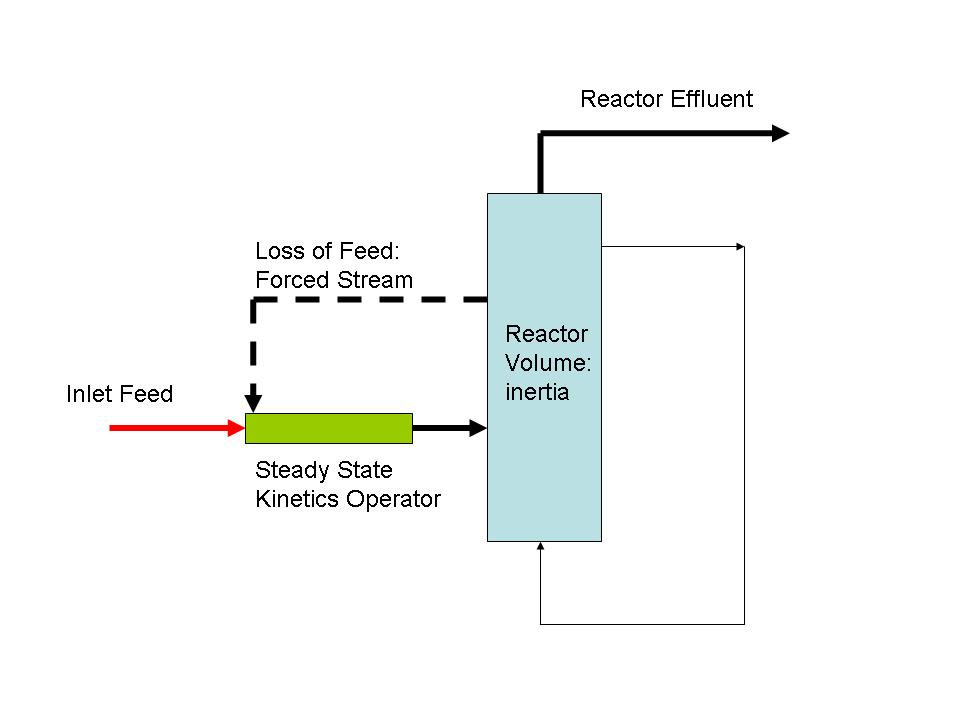 Reactor Effluent
Loss of Feed:
Forced Stream
Reactor
Volume:
inertia
Inlet Feed
Steady State
Kinetics Operator